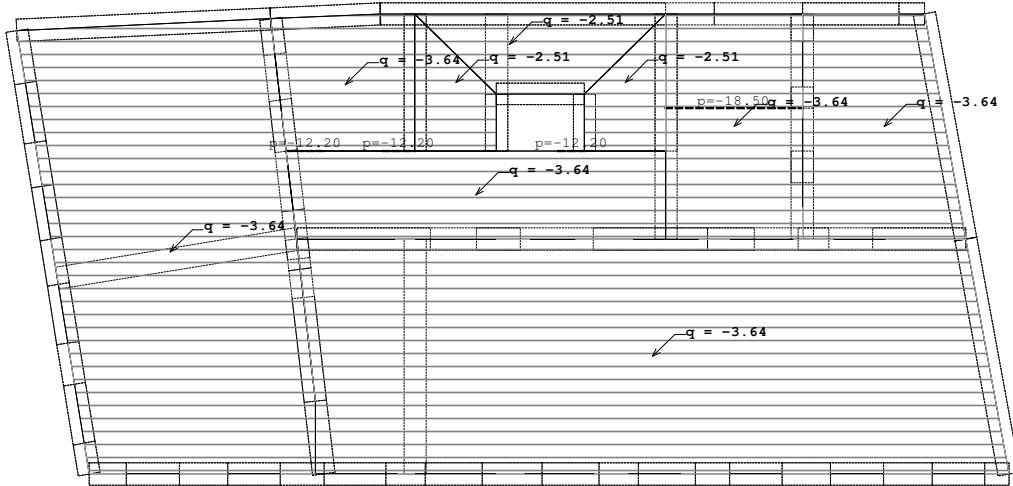 q = -2.51
q = -3.64
q = -2.51
q = -2.51
p=-18.50
q = -3.64
q = -3.64
p=-12.20
p=-12.20
p=-12.20
q = -3.64
q = -3.64
q = -3.64